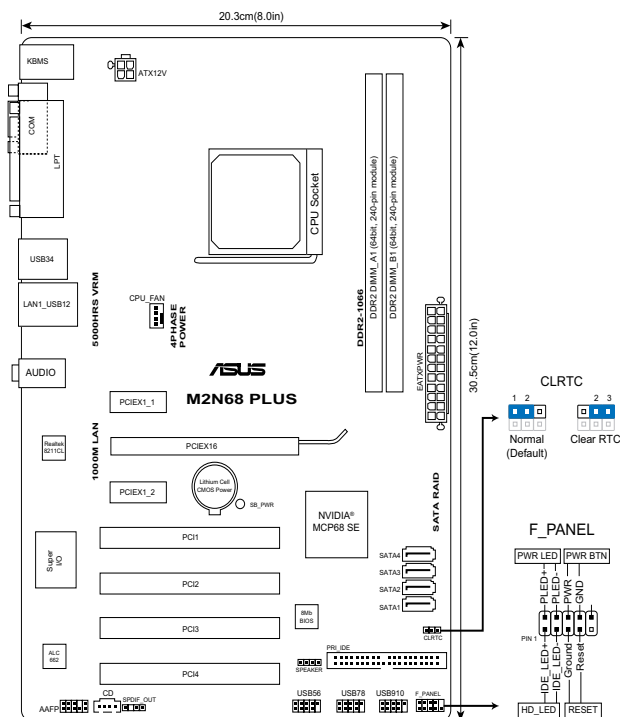 20.3cm(8.0in)
KBMS
ATX12V
COM
LPT
CPU Socket
DDR2 DIMM_A1 (64bit, 240-pin module)
DDR2 DIMM_B1 (64bit, 240-pin module)
USB34
LAN1_USB12
5000HRS VRM
CPU_FAN
4PHASE
POWER
DDR2-1066
EATXPWR
30.5cm(12.0in)
AUDIO
ASUS
M2N68 PLUS
PCIEX1_1
CLRTC
1 2
2 3
Normal
(Default)
Clear RTC
Realtek
8211CL
1000M LAN
PCIEX16
PCIEX1_2
Lithium Cell
CMOS Power
SB_PWR
NVIDIA®
MCP68 SE
SATA RAID
Super
I/O
PCI1
SATA4
SATA3
SATA2
SATA1
F_PANEL
PWR LED
PWR BTN
PLED+
PLED-
PWR
GND
PIN 1
IDE_LED+
IDE_LED-
Ground
Reset
HD_LED
RESET
PCI2
8Mb
BIOS
PCI3
CLRTC
ALC
662
PRI_IDE
SPEAKER
PCI4
AAFP
CD
SPDIF_OUT
USB56
USB78
USB910
F_PANEL